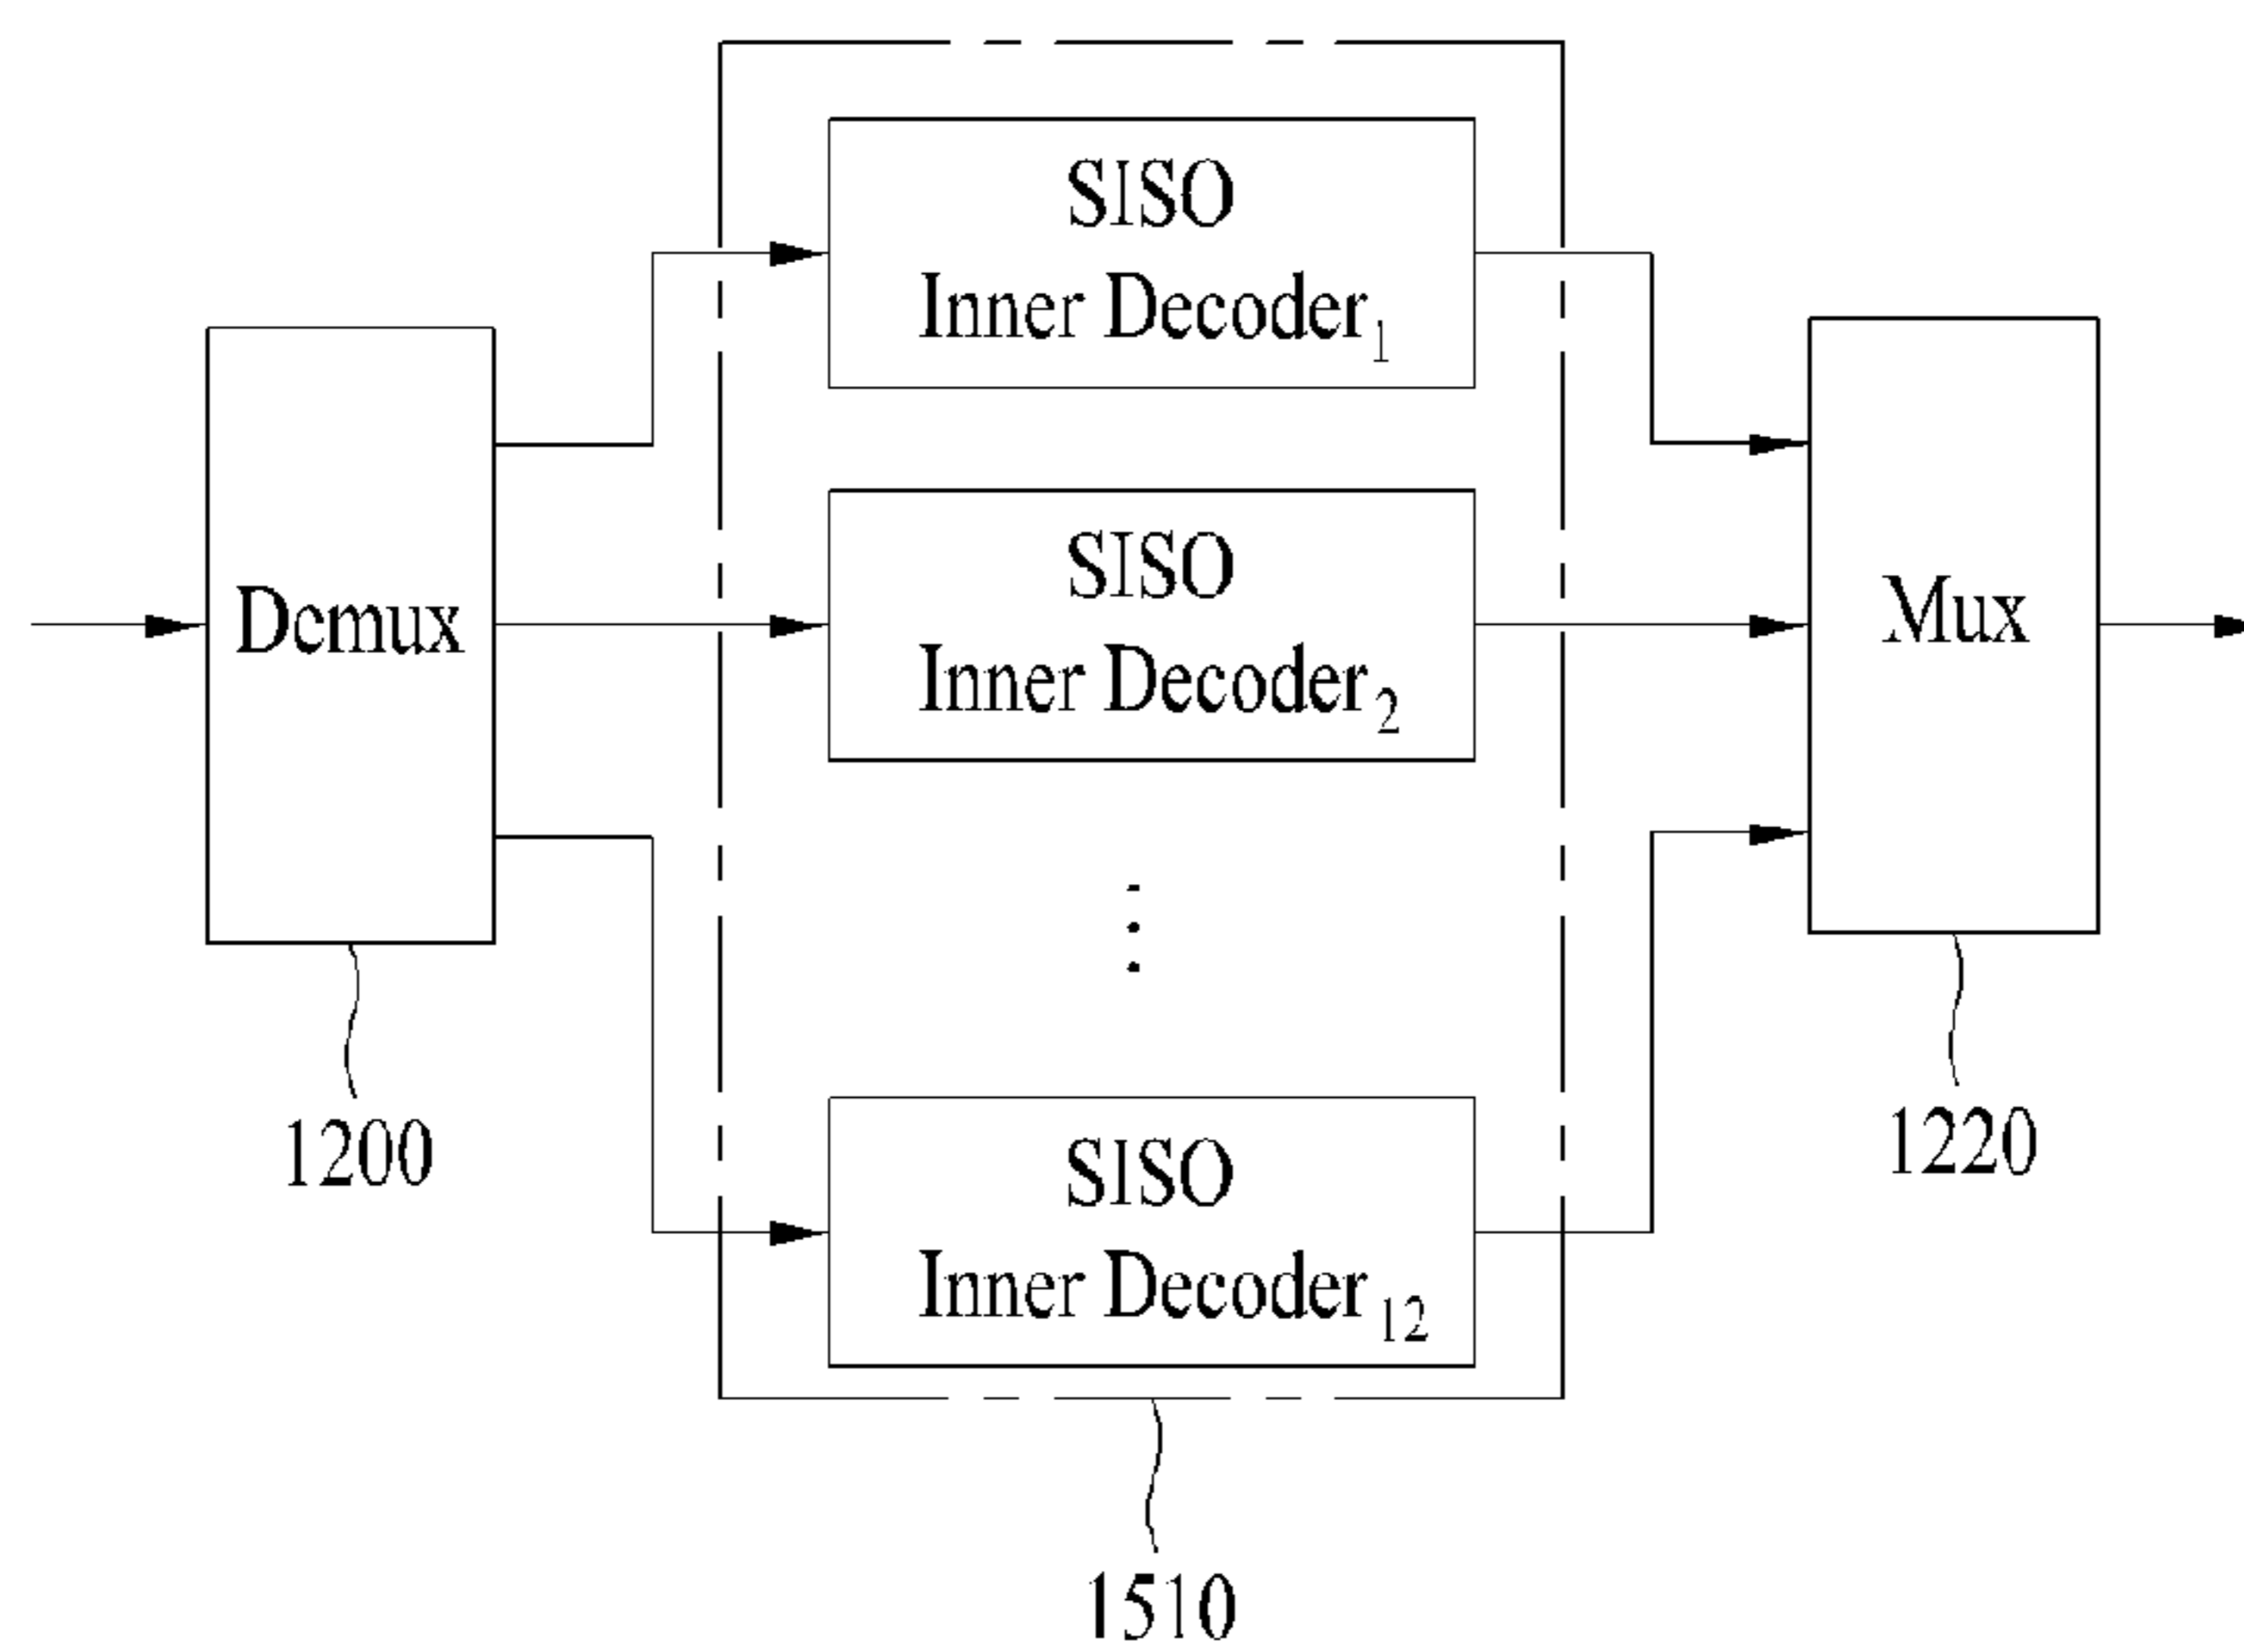 SISO
Inner Decoder1
Demux
SISO
Inner Decoder2
Mux
SISO
Inner Decoder12
1200
1220
1510